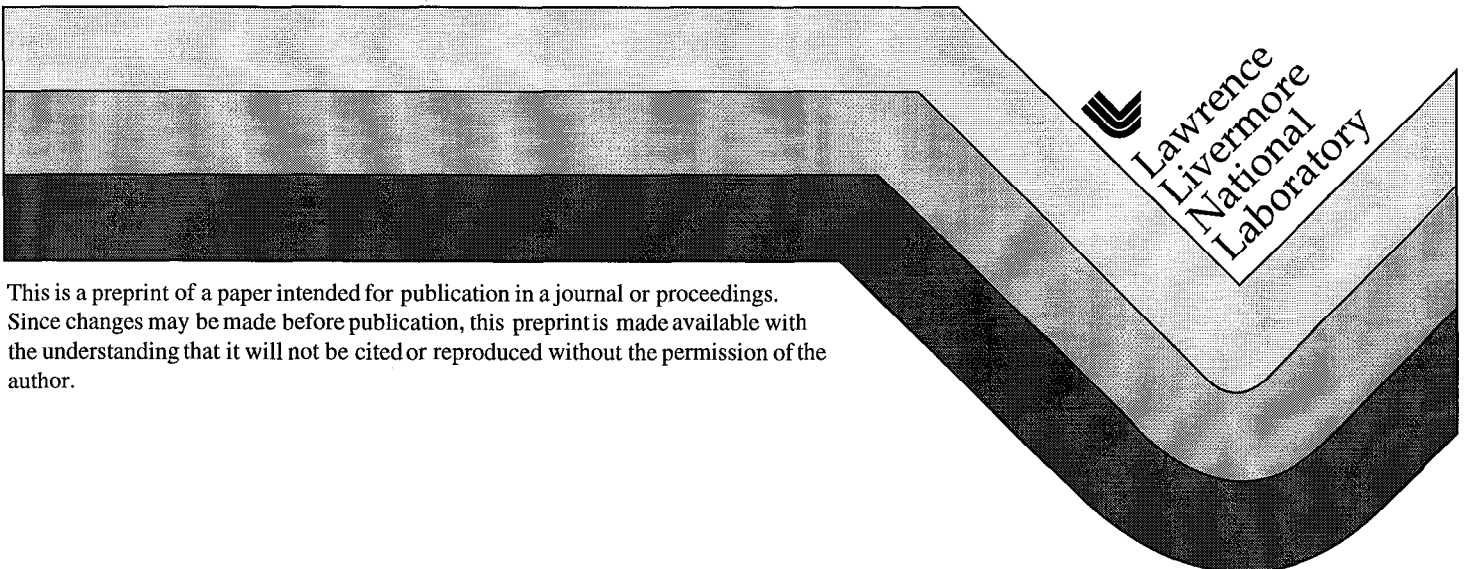 Lawrence
Livermore
National
Laboratory
This is a preprint of a paper intended for publication in a journal or proceedings.
Since changes may be made before publication, this preprint is made available with
the understanding that it will not be cited or reproduced without the permission of the
author.